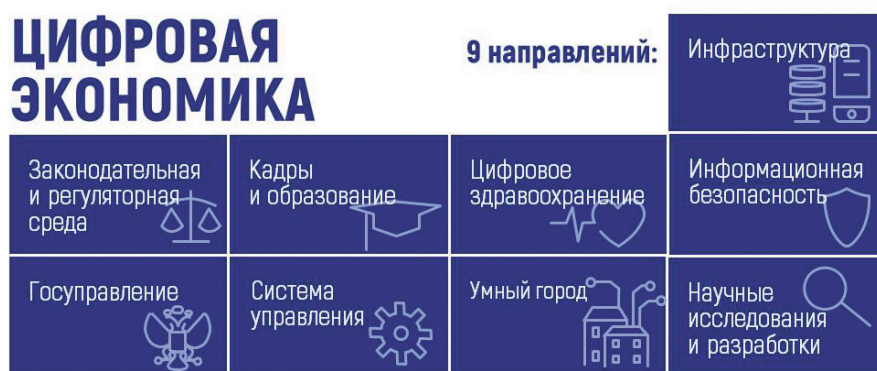 ЦИФРОВАЯ
ЭКОНОМИКА
9 направлений:
Инфраструктура
Законодательная
и регуляторная
среда
Кадры
и образование
Цифровое
здравоохранение
Информационная
безопасность
Госуправление
Система
управления
Умный город
Научные
исследования
и разработки